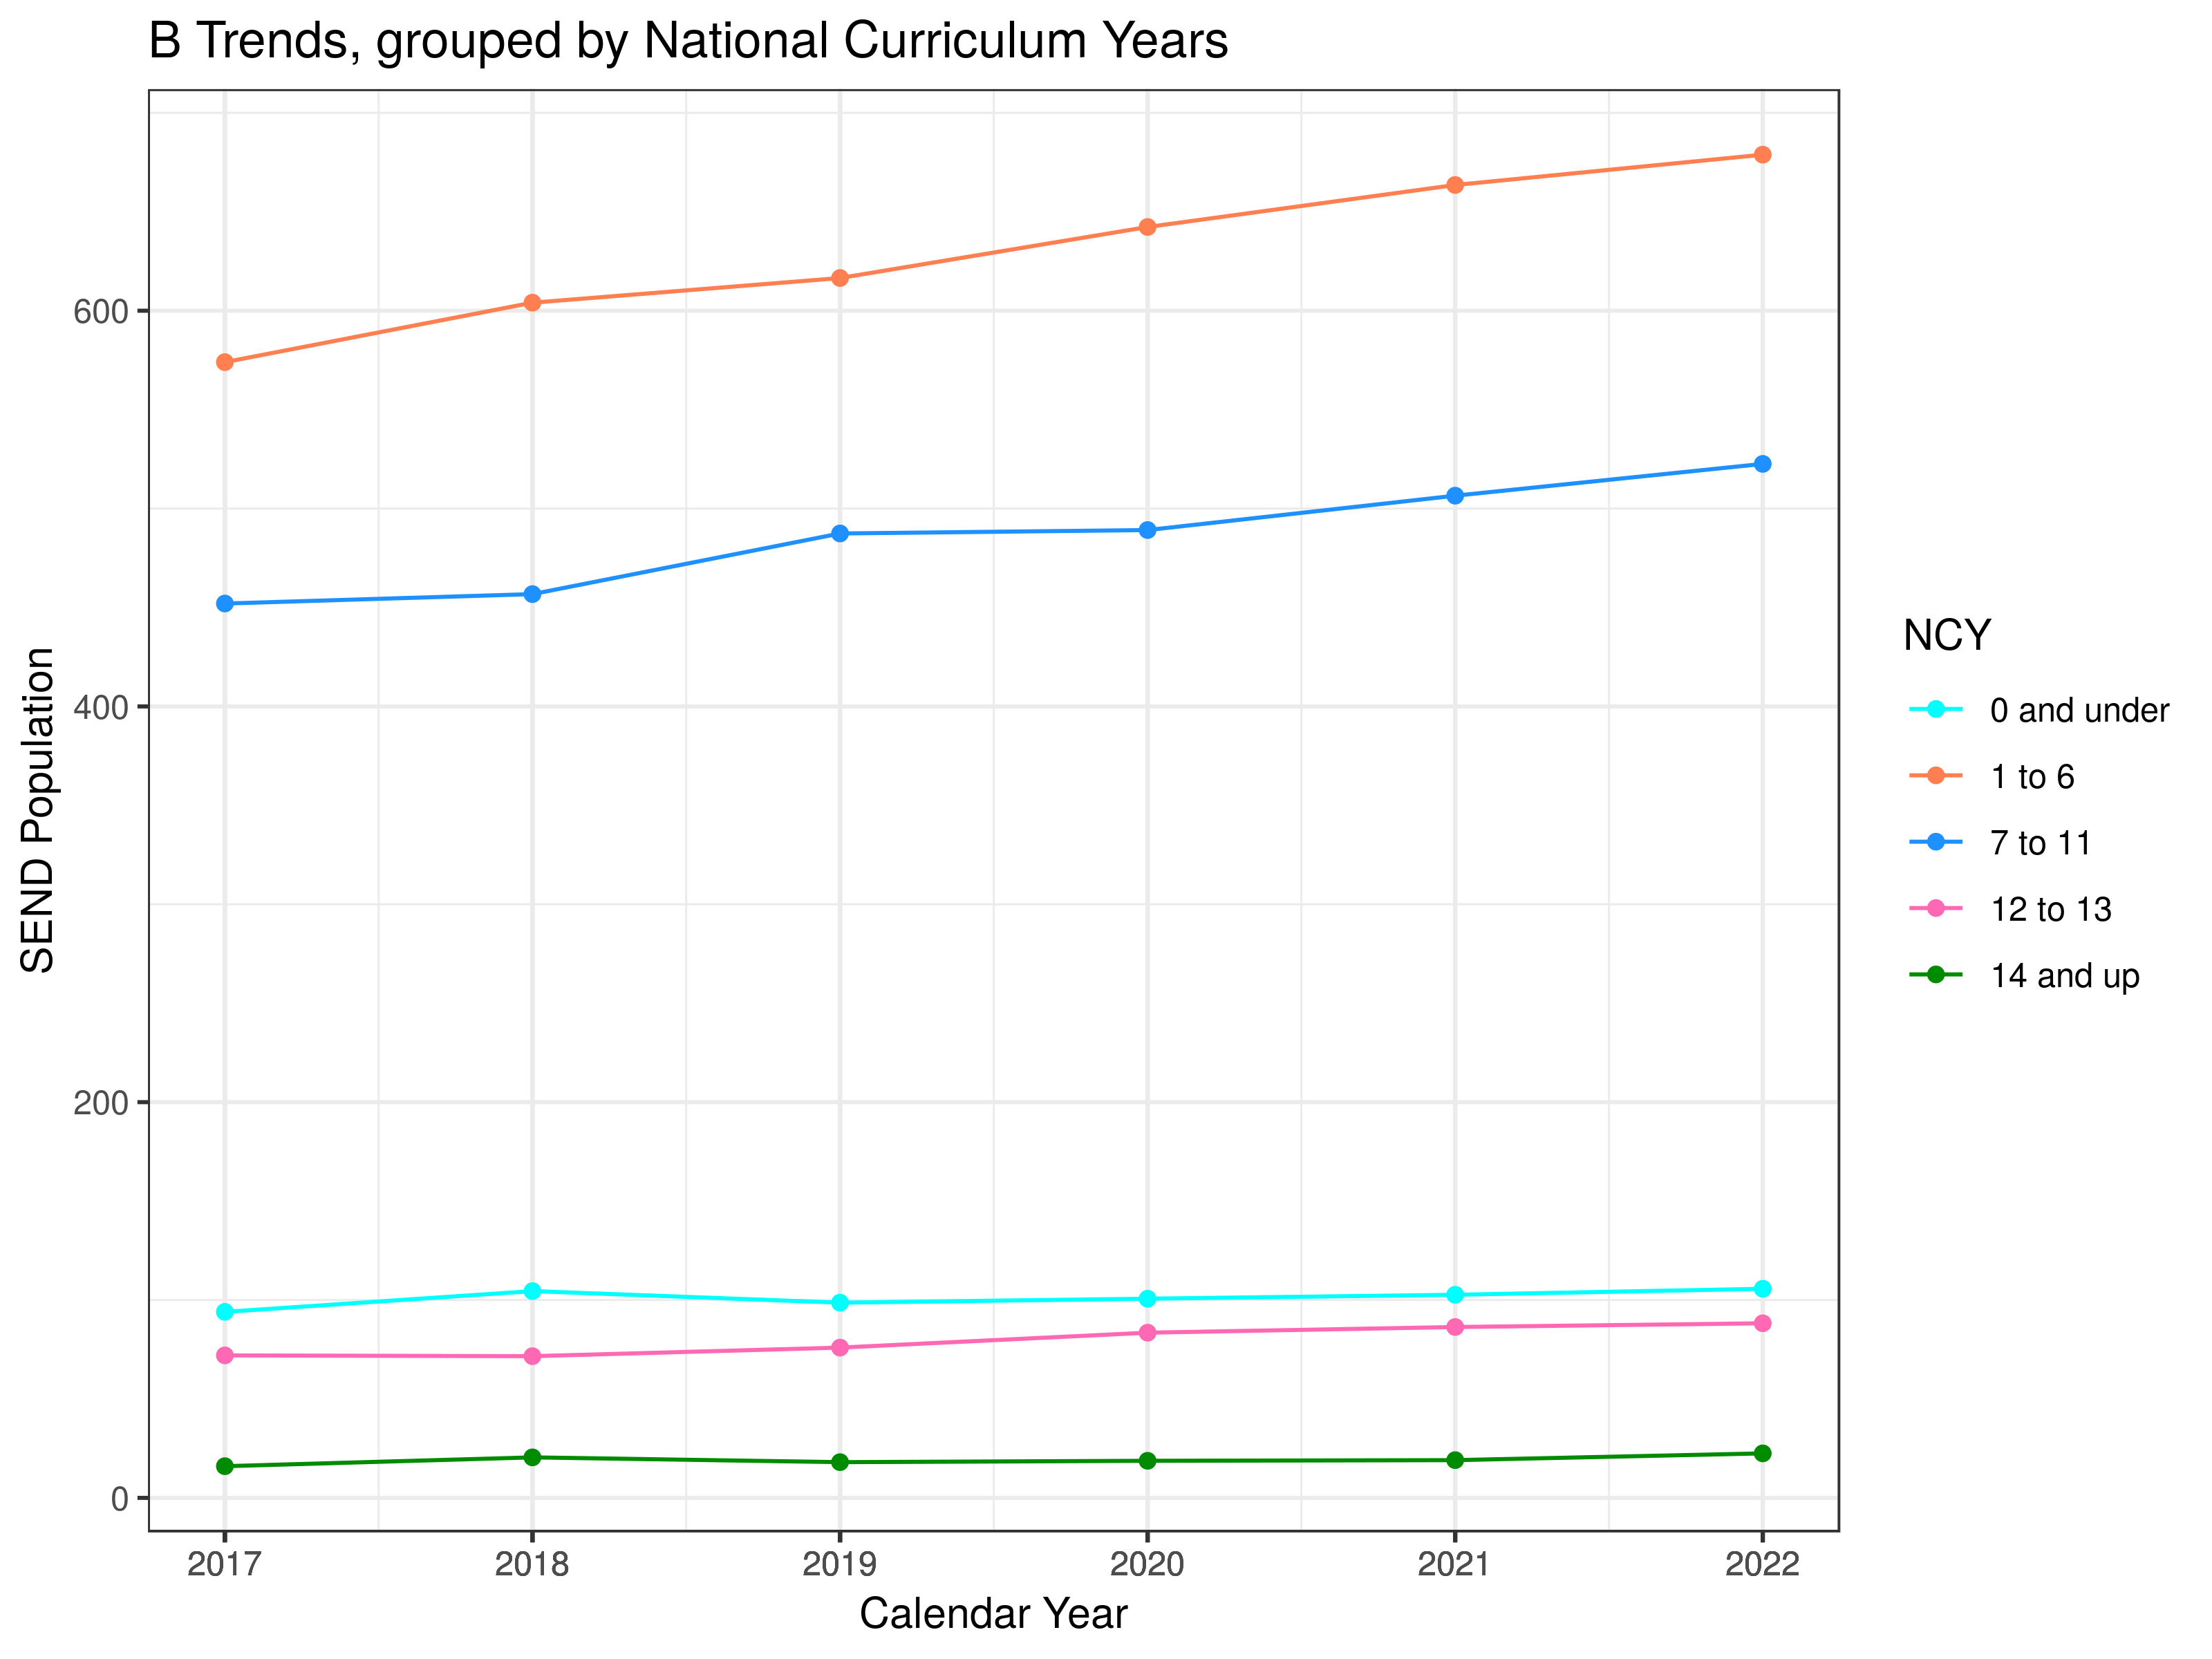 B Trends, grouped by National Curriculum Years
SEND Population
600
400
200
0
2017 2018 2019 2020 2021 2022
Calendar Year
NCY
0 and under
1 to 6
7 to 11
12 to 13
14 and up